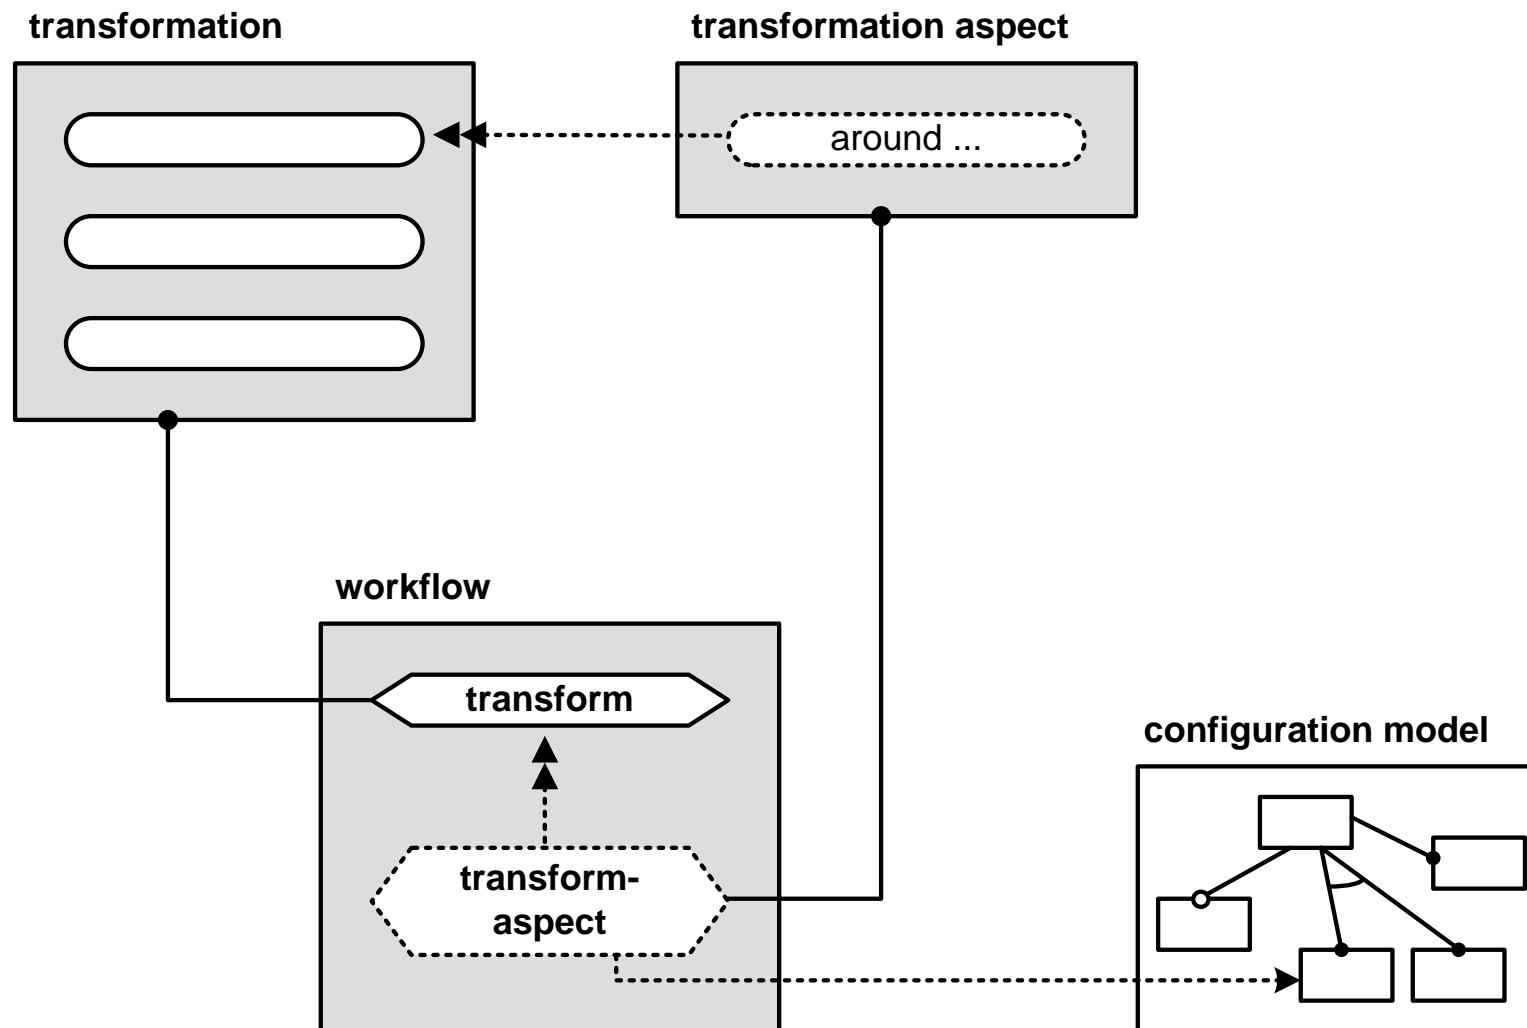 transformation
transformation aspect
around ...
workflow
transform
configuration model
transform-
aspect